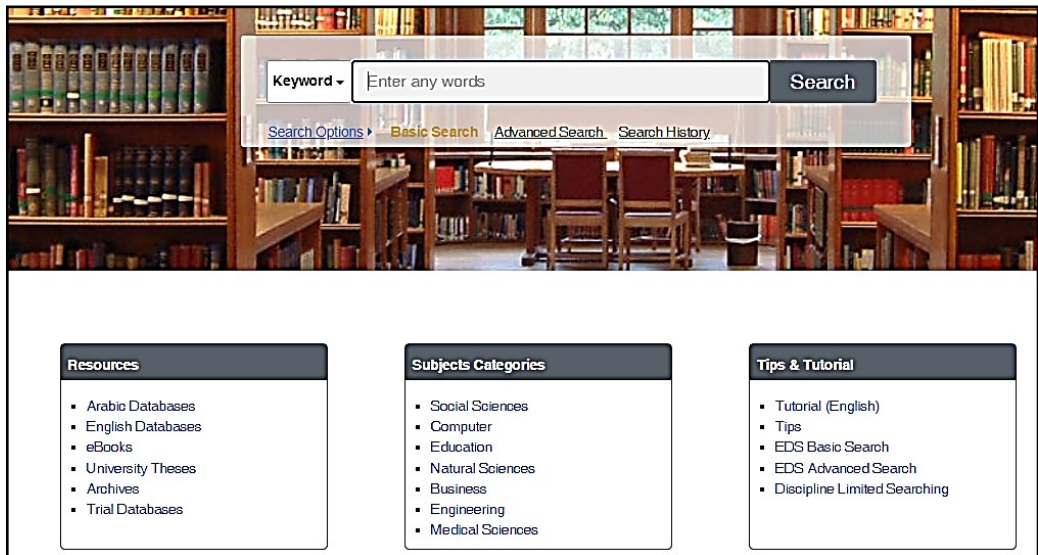 Keyword Enter any words Search
Search Options Basic Search Advanced Search Search History
Resources
Arabic Databases
English Databases
eBooks
University Theses
Archives
Trial Databases
Subjects Categories
Social Sciences
Computer
Education
Natural Sciences
Business
Engineering
Medical Sciences
Tips & Tutorial
Tutorial (English)
Tips
EDS Basic Search
EDS Advanced Search
Discipline Limited Searching